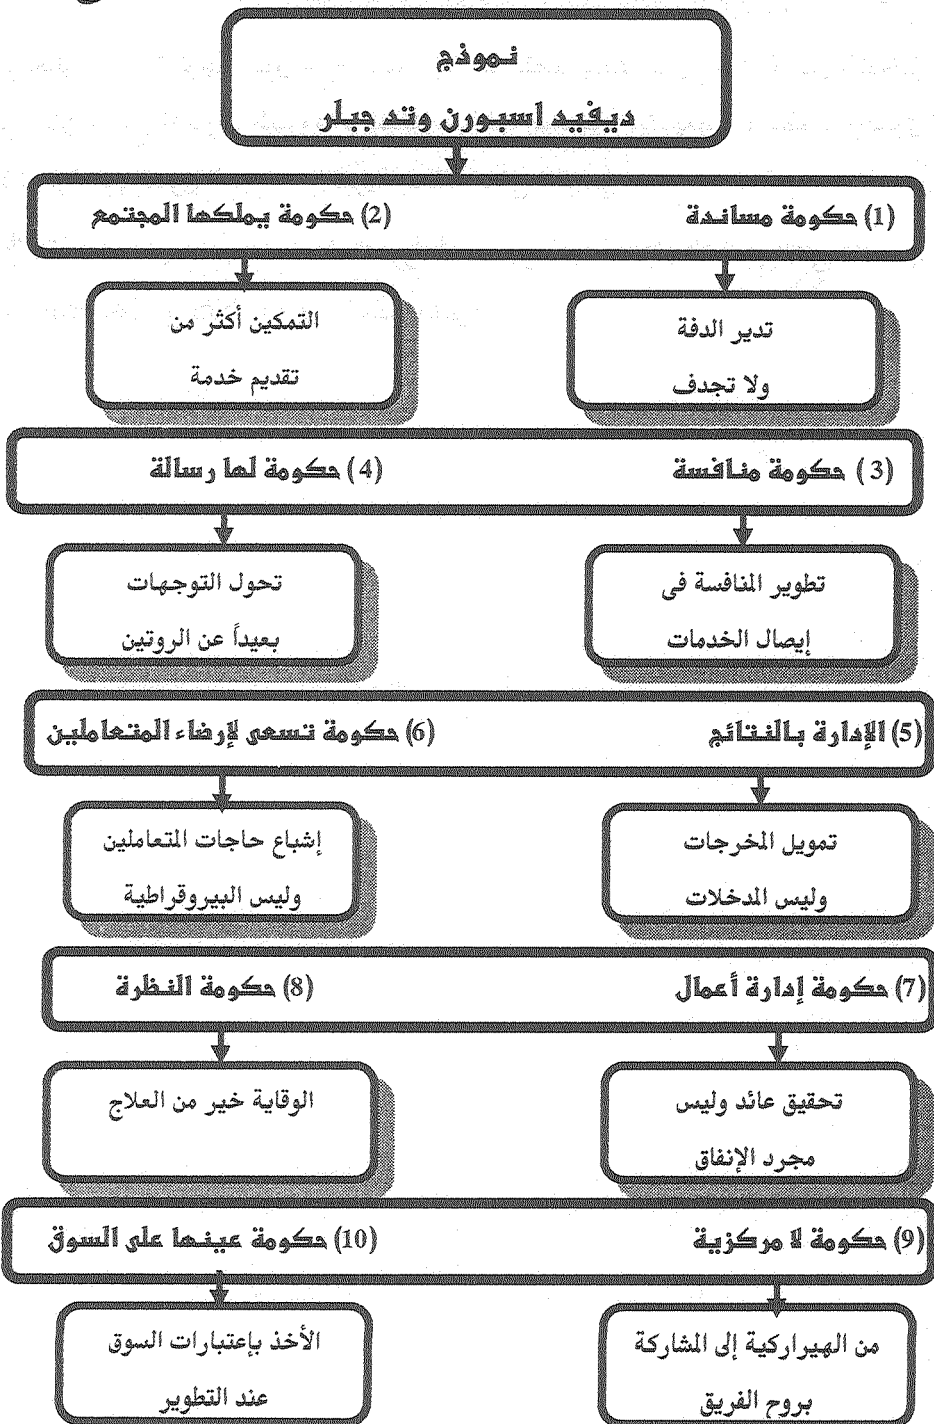 نموذج
ديفيد اسبورن وتد جبلر
(1) حكومة مساندة
(2) حكومة يملكها المجتمع
تدير الدفة
ولا تجدف
التمكين أكثر من
تقديم خدمة
(3) حكومة منافسة
(4) حكومة لها رسالة
تطوير المنافسة فى
إيصال الخدمات
تحول التوجهات
بعيداً عن الروتين
(5) الإدارة بالنتائج
(6) حكومة تسعى لإرضاء المتعاملين
تمويل المخرجات
وليس المدخلات
إشباع حاجات المتعاملين
وليس البيروقراطية
(7) حكومة إدارة أعمال
(8) حكومة النظرة
تحقيق عائد وليس
مجرد الإنفاق
الوقاية خير من العلاج
(9) حكومة لا مركزية
(10) حكومة عينها على السوق
من الهيراركية إلى المشاركة
بروح الفريق
الأخذ بإعتبارات السوق
عند التطوير